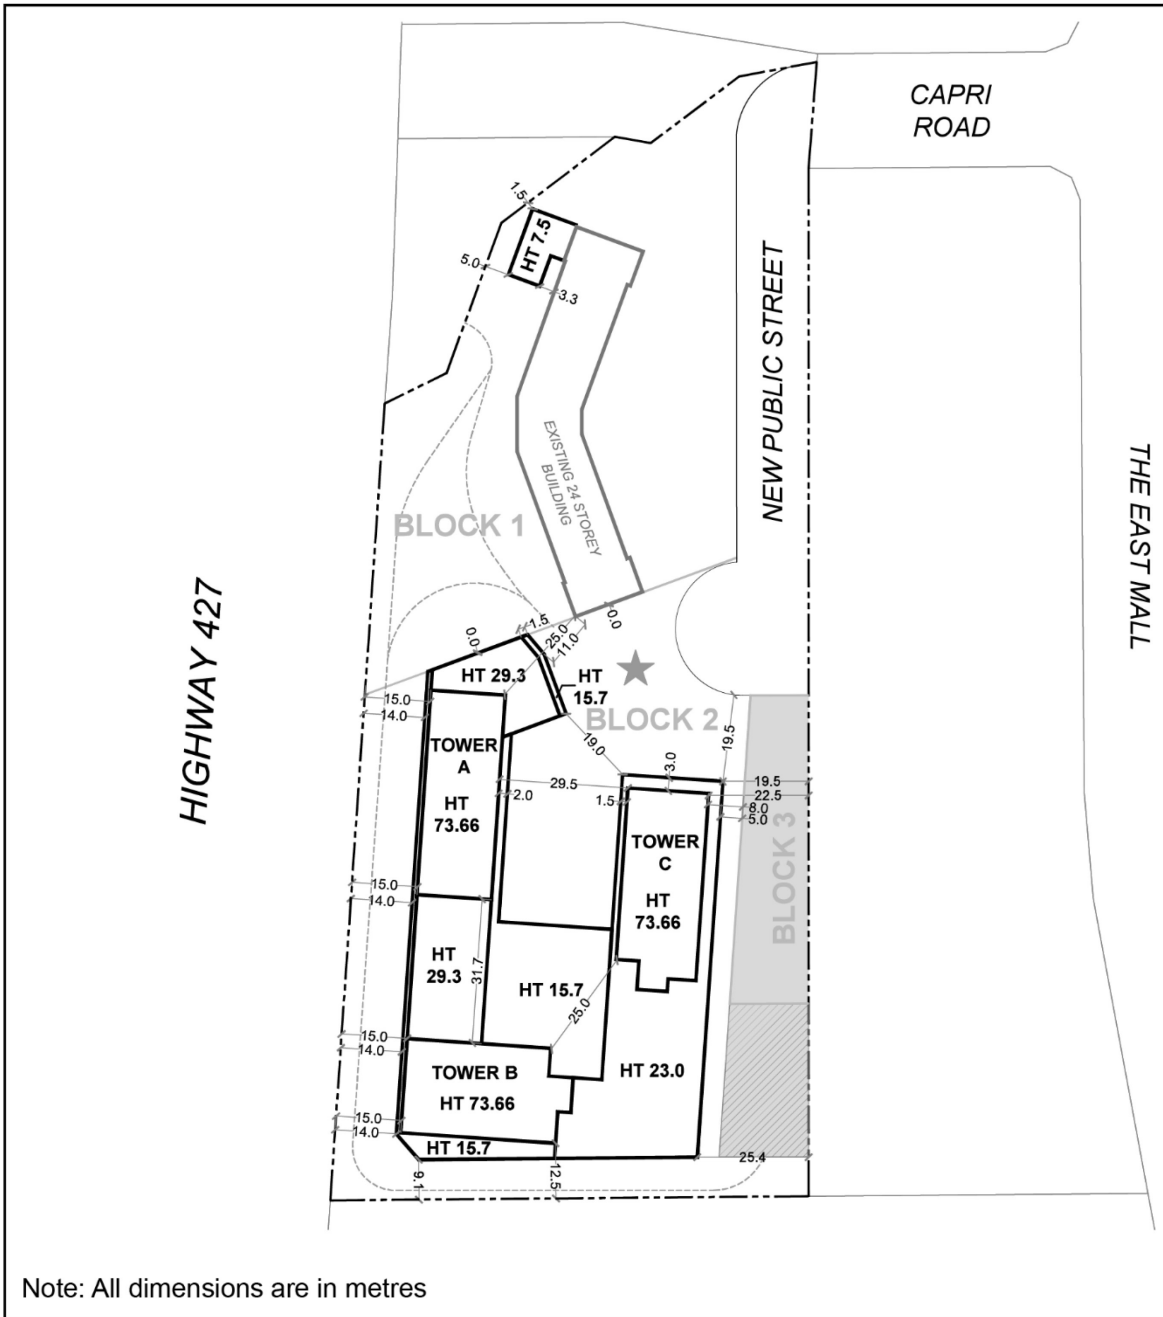 CAPRI
ROAD
1.5
HT 7.5
5.0
3.3
NEW PUBLIC STREET
THE EAST MALL
EXISTING 24 STOREY
BUILDING
BLOCK 1
HIGHWAY 427
0.0
1.5
25.0
11.0
0.0
HT 29.3
HT
15.7
BLOCK 2
15.0
14.0
19.0
19.5
TOWER
A
HT
73.66
29.5
2.0
1.5
3.0
19.5
22.5
8.0
5.0
TOWER
C
HT
73.66
BLOCK 3
15.0
14.0
HT
29.3
31.7
HT 15.7
25.0
15.0
14.0
TOWER B
HT 73.66
HT 23.0
15.0
14.0
HT 15.7
9.1
12.5
25.4
Note: All dimensions are in metres